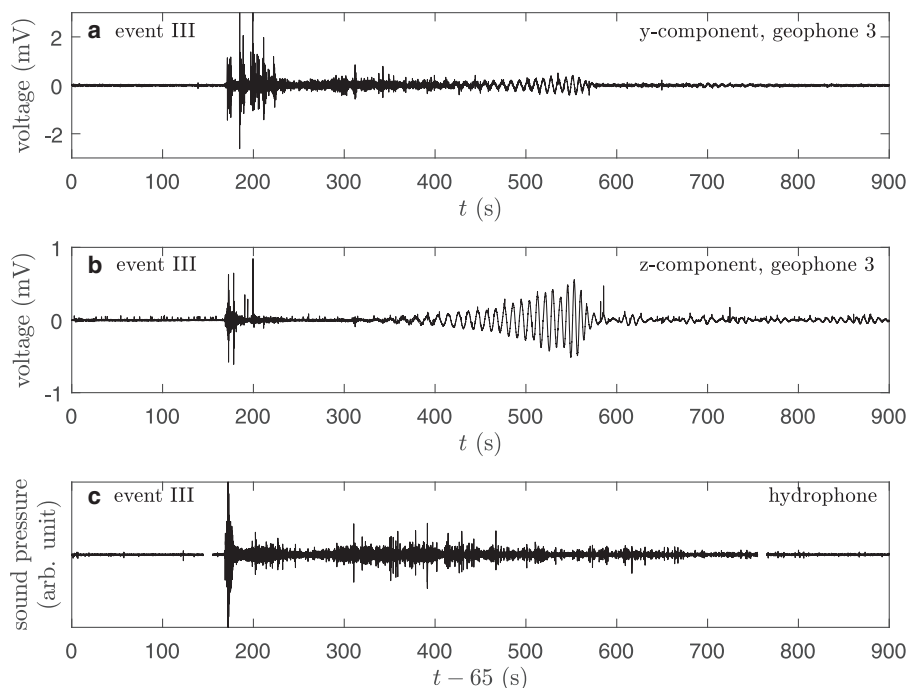 a event III y-component, geophone 3
voltage (mV)
2
0
-2
0 100 200 300 400 500 600 700 800 900
t (s)
b event III z-component, geophone 3
voltage (mV)
1
0
-1
0 100 200 300 400 500 600 700 800 900
t (s)
c event III hydrophone
sound pressure
(arb. unit)
0 100 200 300 400 500 600 700 800 900
t − 65 (s)